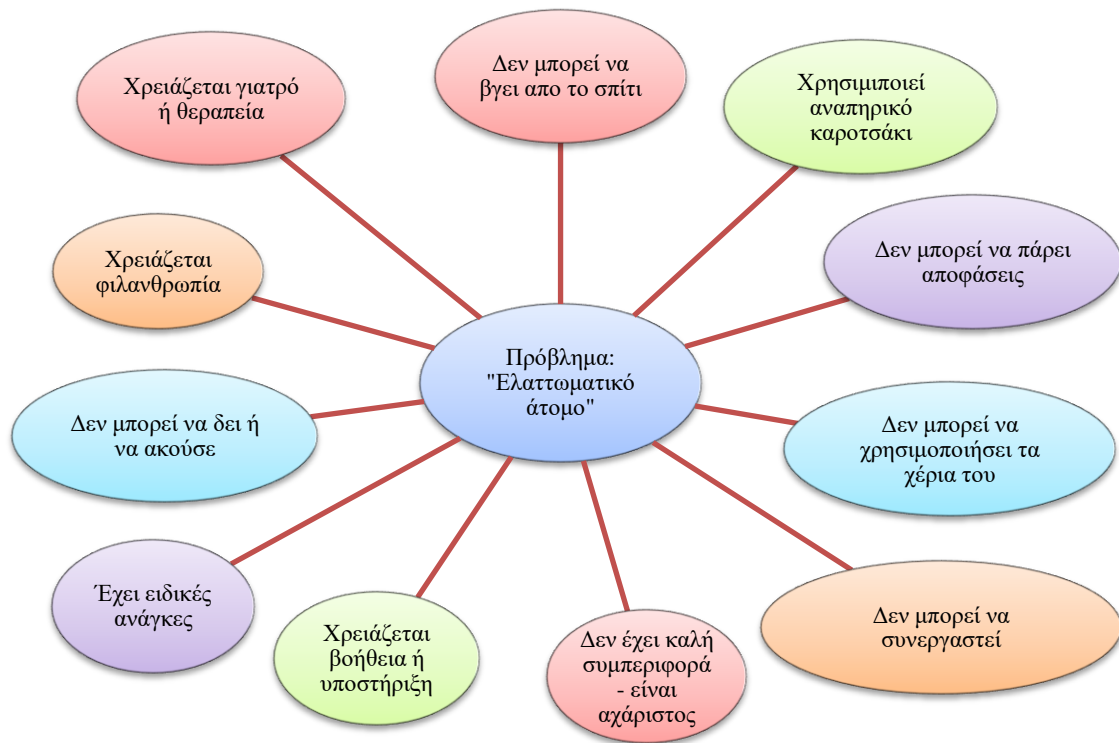 Χρειάζεται γιατρό
ή θεραπεία
Δεν μπορεί να
βγει απο το σπίτι
Χρησιμποιεί
αναπηρικό
καροτσάκι
Χρειάζεται
φιλανθρωπία
Δεν μπορεί να πάρει
αποφάσεις
Πρόβλημα:
"Ελαττωματικό
άτομο"
Δεν μπορεί να δει ή
να ακούσε
Δεν μπορεί να
χρησιμοποιήσει τα
χέρια του
Έχει ειδικές
ανάγκες
Χρειάζεται
βοήθεια ή
υποστήριξη
Δεν έχει καλή
συμπεριφορά
- είναι
αχάριστος
Δεν μπορεί να
συνεργαστεί